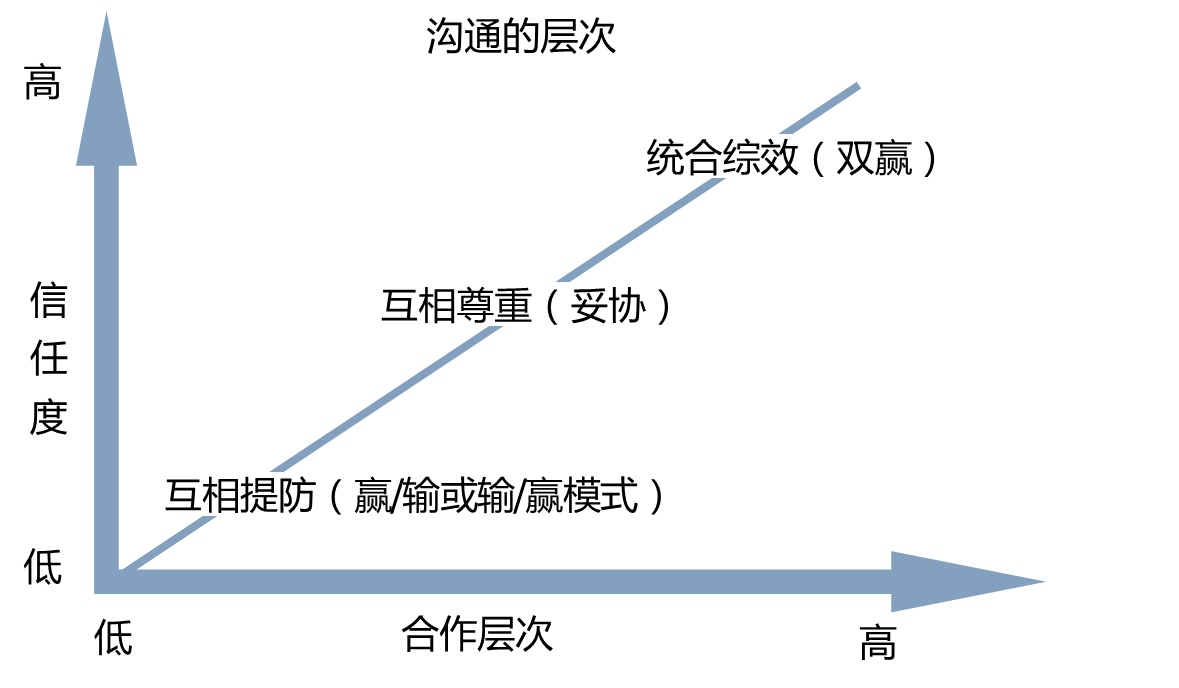 沟通的层次
高
统合综效（双赢）
信
任
度
互相尊重（妥协）
互相提防（赢/输或输/赢模式）
低
低
合作层次
高